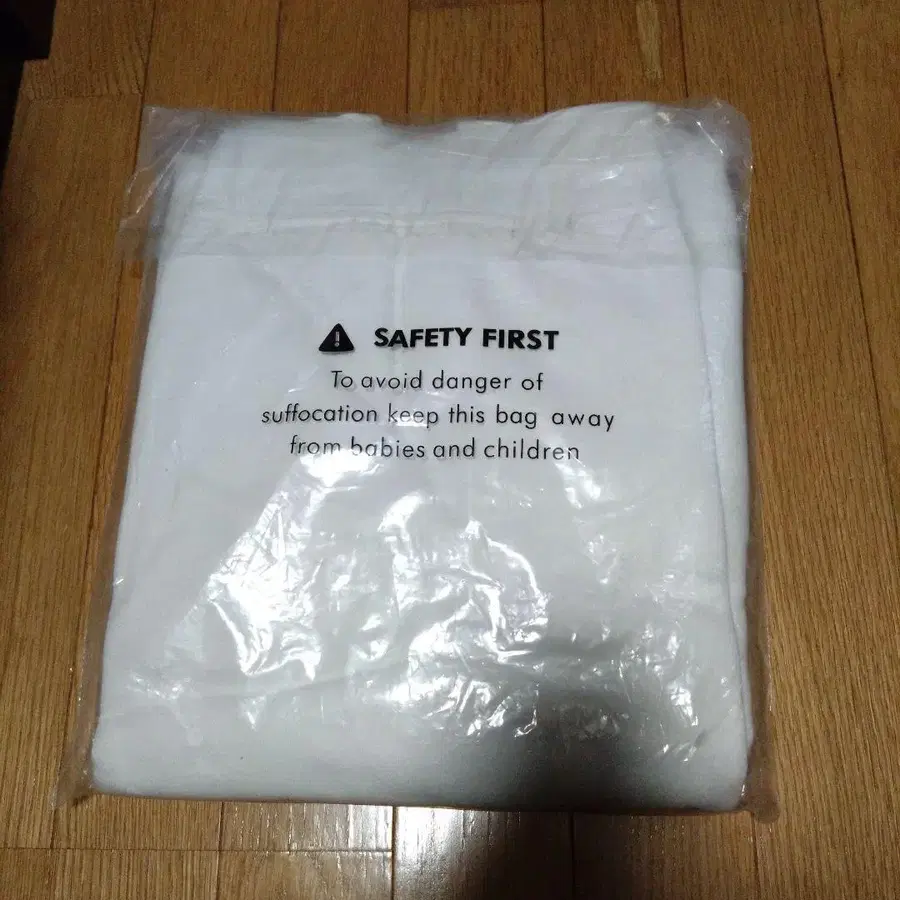 SAFETY FIRST
To avoid danger of
suffocation keep this bag away
from babies and children